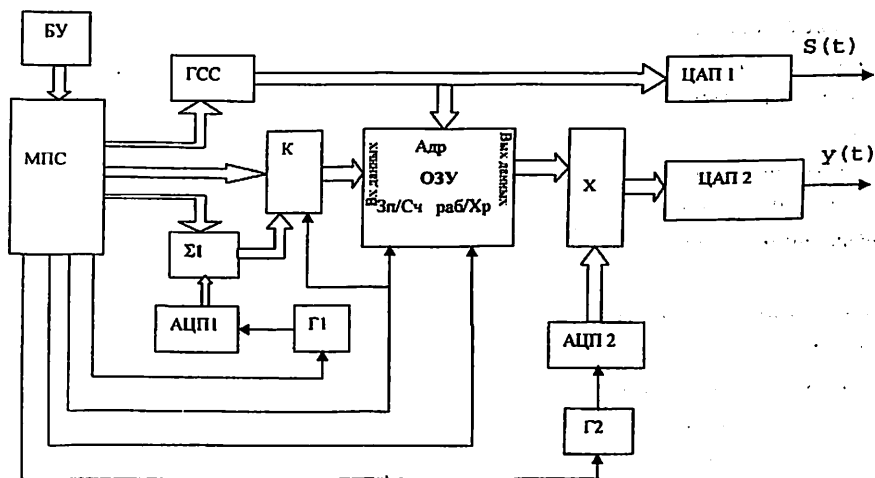 БУ
S(t)
ГСС
ЦАП 1
МПС
К
Вх данных
Адр
ОЗУ
Зп/Сч раб/Хр
Вых данных
X
y(t)
ЦАП 2
Σ1
АЦП1
Г1
АЦП 2
Г2